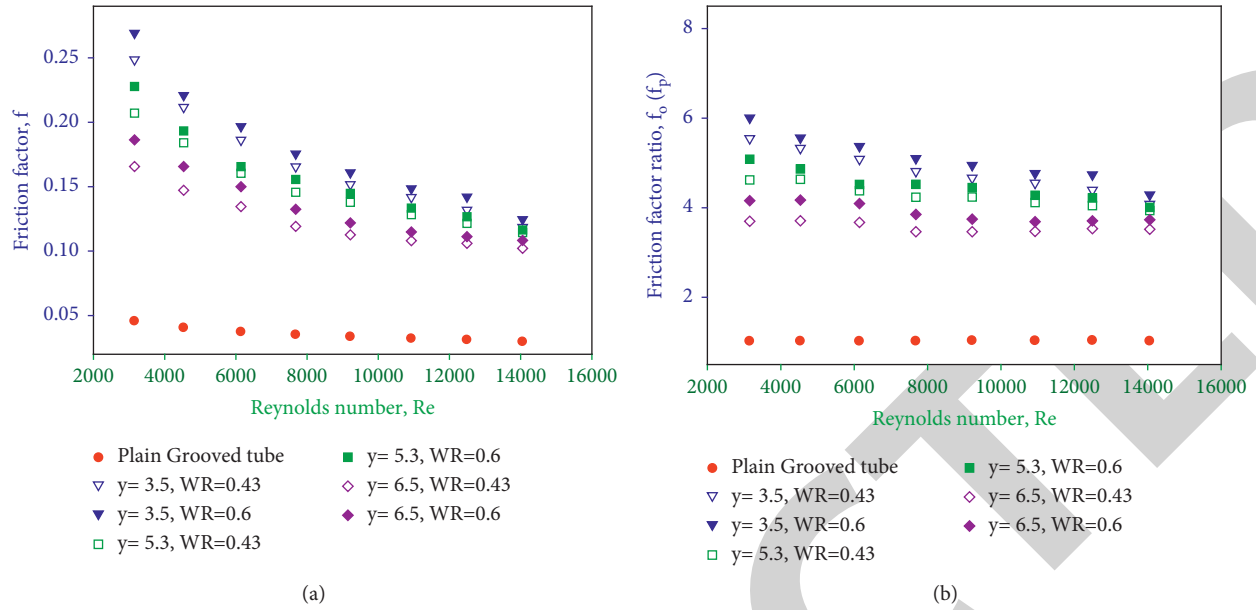 0.25
0.20
0.15
0.10
0.05
Friction factor, f
2000 4000 6000 8000 10000 12000 14000 16000
Reynolds number, Re
Plain Grooved tube
y= 3.5, WR=0.43
y= 3.5, WR=0.6
y= 5.3, WR=0.43
y= 5.3, WR=0.6
y= 6.5, WR=0.43
y= 6.5, WR=0.6
(a)
8
6
4
2
Friction factor ratio, fo (fp)
2000 4000 6000 8000 10000 12000 14000 16000
Reynolds number, Re
Plain Grooved tube
y= 3.5, WR=0.43
y= 3.5, WR=0.6
y= 5.3, WR=0.43
y= 5.3, WR=0.6
y= 6.5, WR=0.43
y= 6.5, WR=0.6
(b)